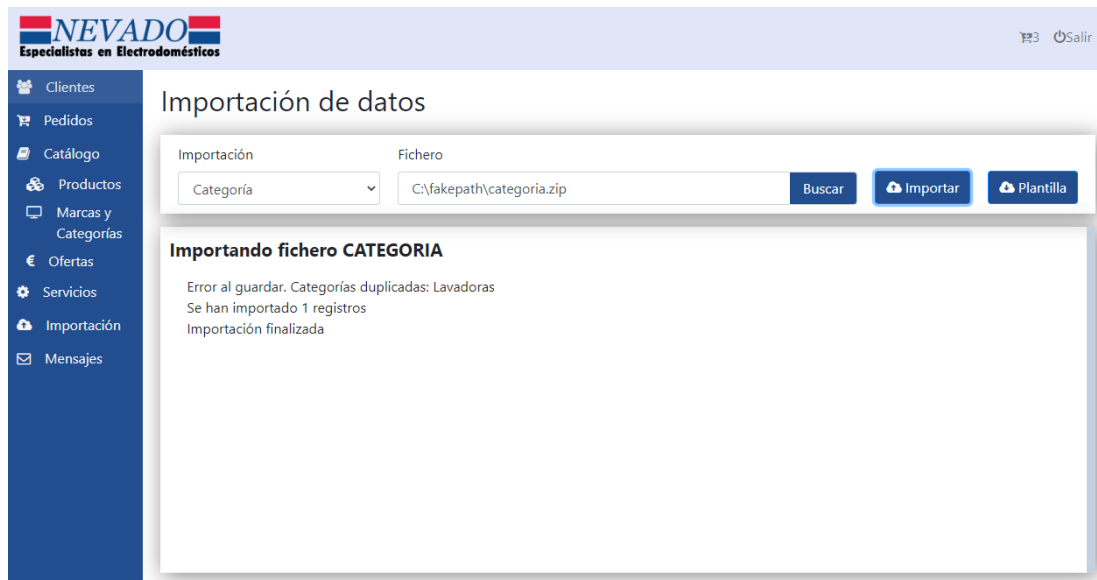 NEVADO
Especialistas en Electrodomésticos
3 Salir
Clientes
Pedidos
Catálogo
Productos
Marcas y
Categorías
€ Ofertas
Servicios
Importación
Mensajes
Importación de datos
Importación
Fichero
Categoría
C:\fakepath\categoria.zip
Buscar
Importar
Plantilla
Importando fichero CATEGORIA
Error al guardar. Categorías duplicadas: Lavadoras
Se han importado 1 registros
Importación finalizada